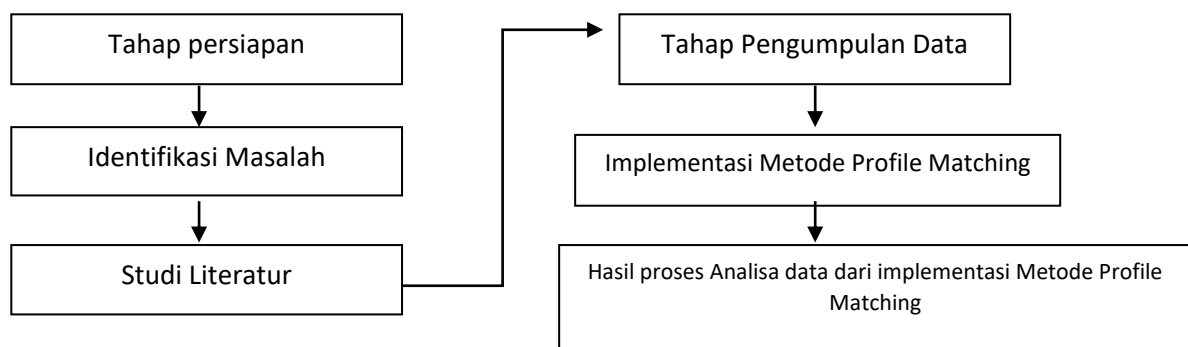 Tahap persiapan
Identifikasi Masalah
Studi Literatur
Tahap Pengumpulan Data
Implementasi Metode Profile Matching
Hasil proses Analisa data dari implementasi Metode Profile
Matching